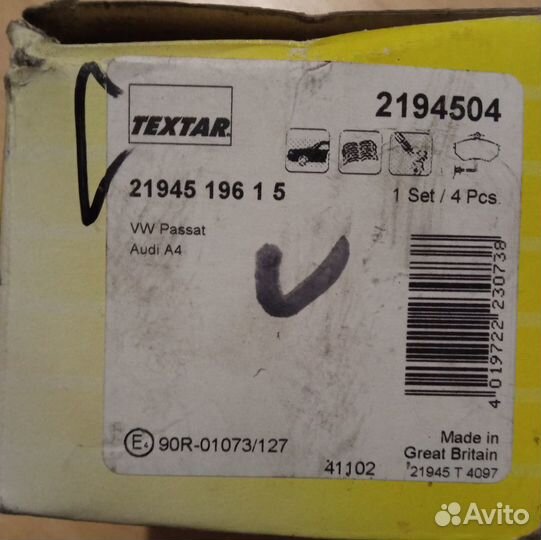 TEXTAR
2194504
21945 196 1 5
1 Set / 4 Pcs.
VW Passat
Audi A4
4 019722 230738
E4 90R-01073/127
41102
Made in
Great Britain
21945 T 4097
Avito